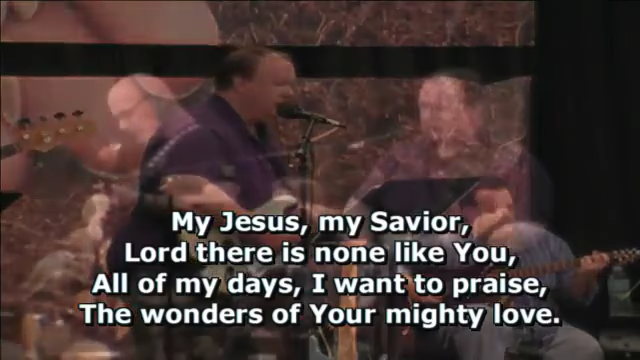 My Jesus, my Savior,
Lord there is none like You,
All of my days, I want to praise,
The wonders of Your mighty love.